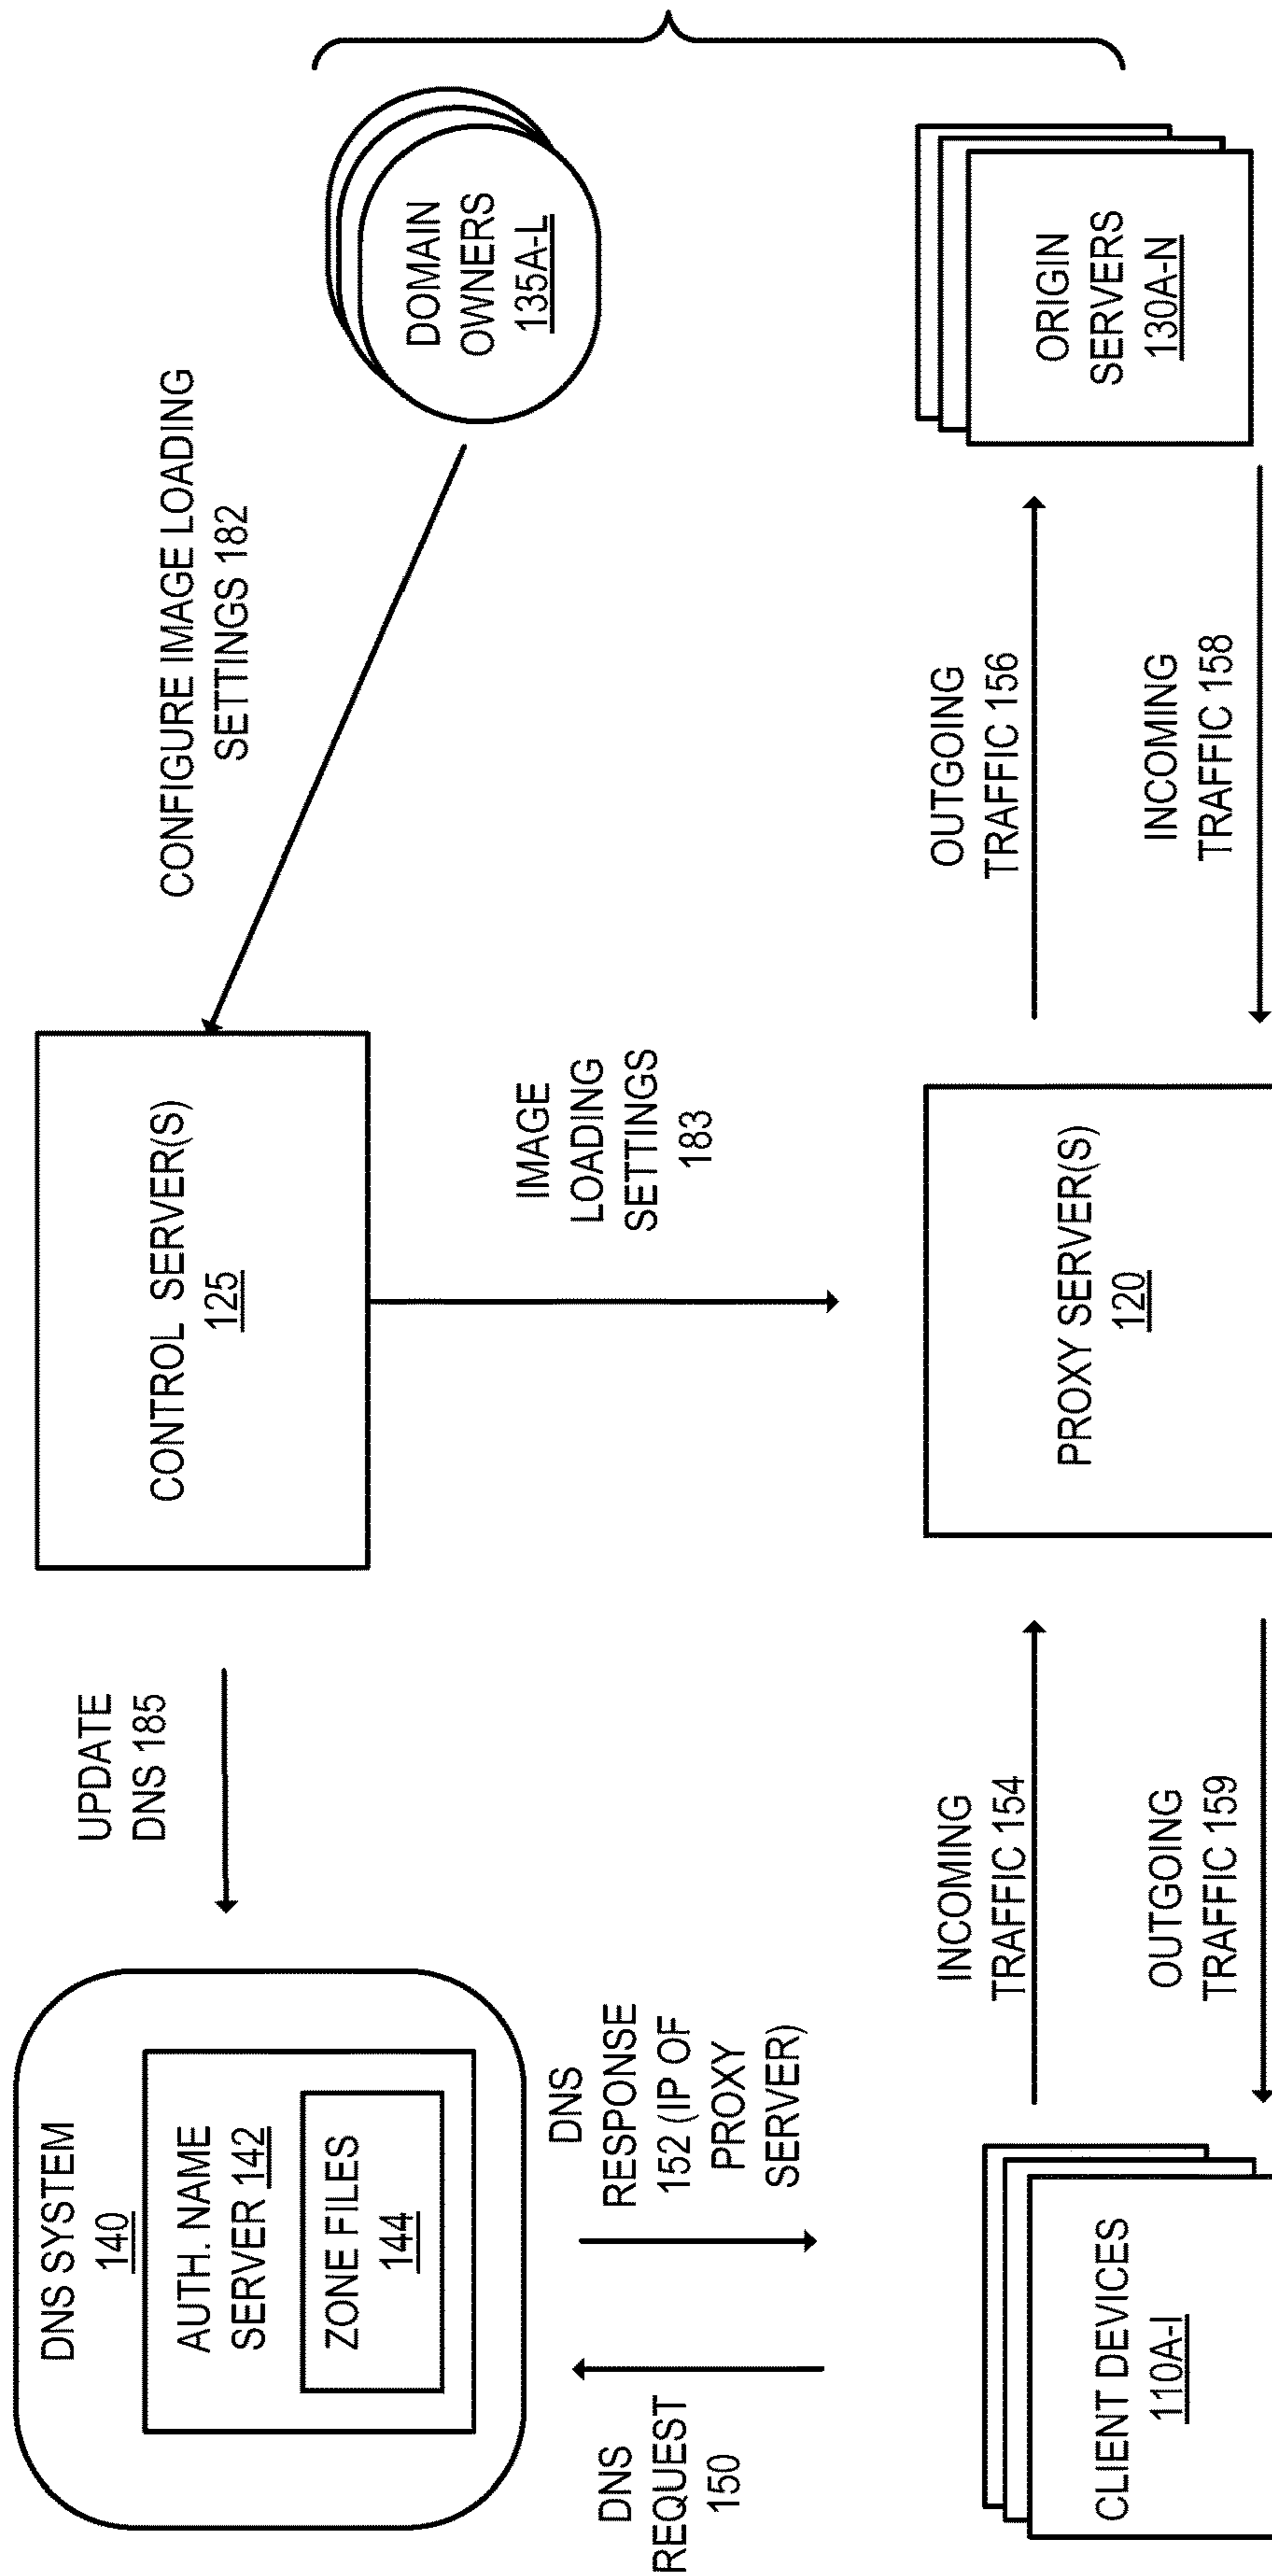 DNS SYSTEM
140
AUTH. NAME
SERVER 142
ZONE FILES
144
UPDATE
DNS 185
CONTROL SERVER(S)
125
CONFIGURE IMAGE LOADING
SETTINGS 182
DOMAIN
OWNERS
135A-L
DNS
REQUEST
150
DNS
RESPONSE
152 (IP OF
PROXY
SERVER)
IMAGE
LOADING
SETTINGS
183
CLIENT DEVICES
110A-I
INCOMING
TRAFFIC 154
OUTGOING
TRAFFIC 159
PROXY SERVER(S)
120
OUTGOING
TRAFFIC 156
INCOMING
TRAFFIC 158
ORIGIN
SERVERS
130A-N